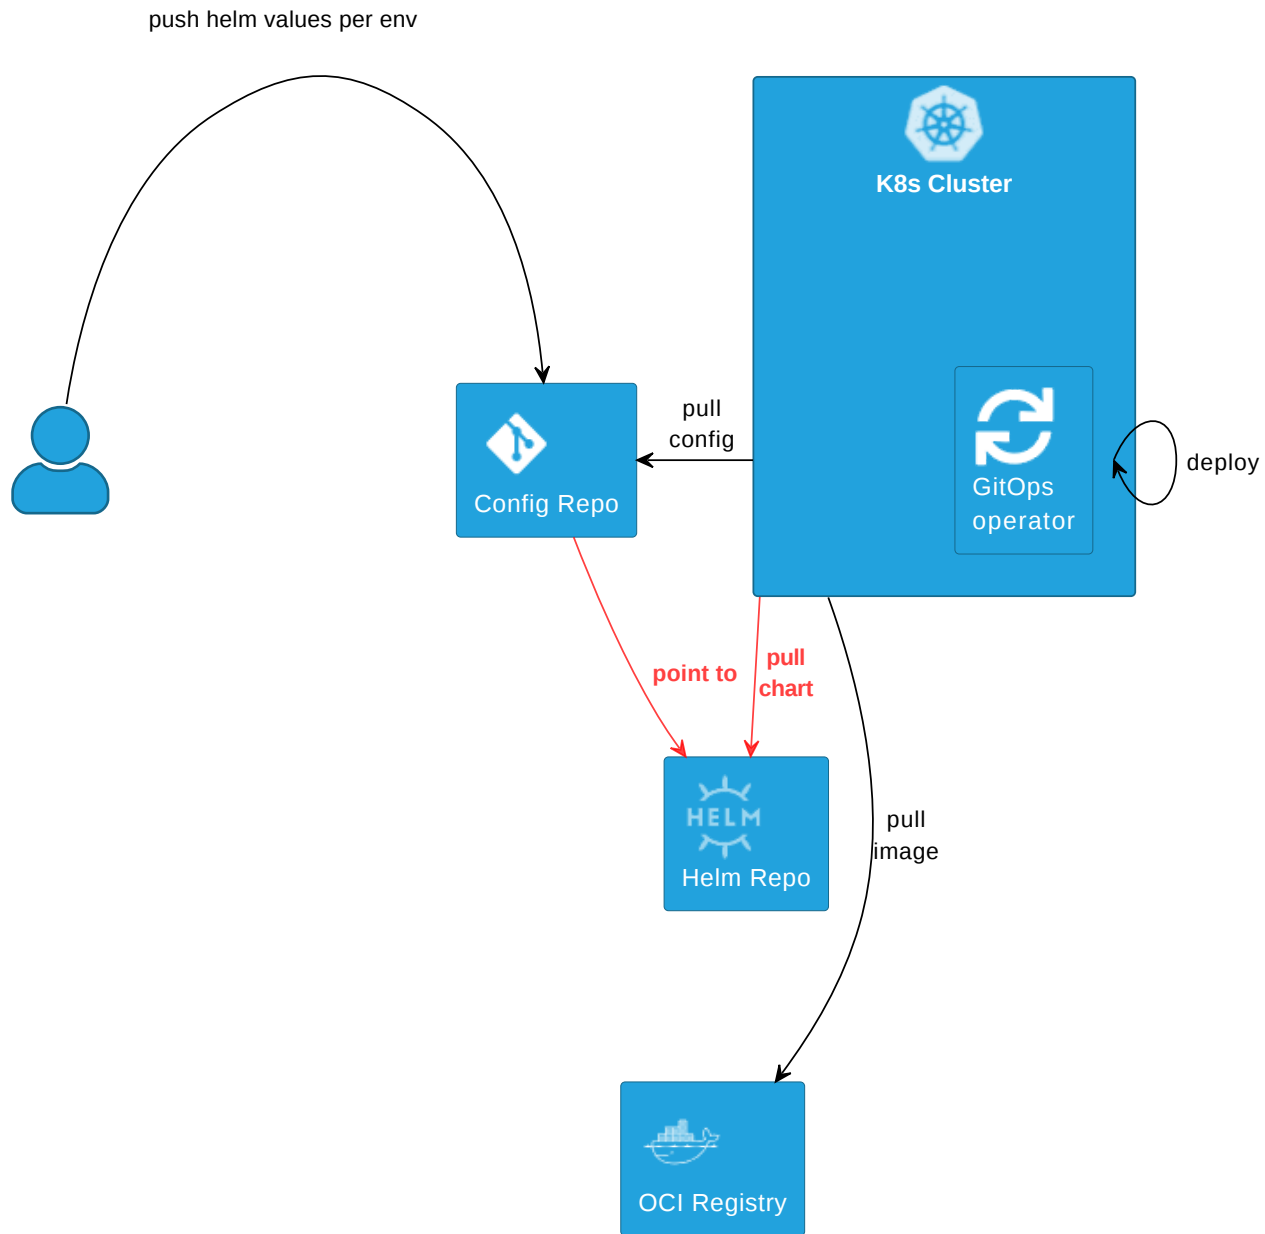 push helm values per env
K8s Cluster
pull
config
GitOps
operator
deploy
Config Repo
point to
pull
chart
HELM
Helm Repo
pull
image
OCI Registry